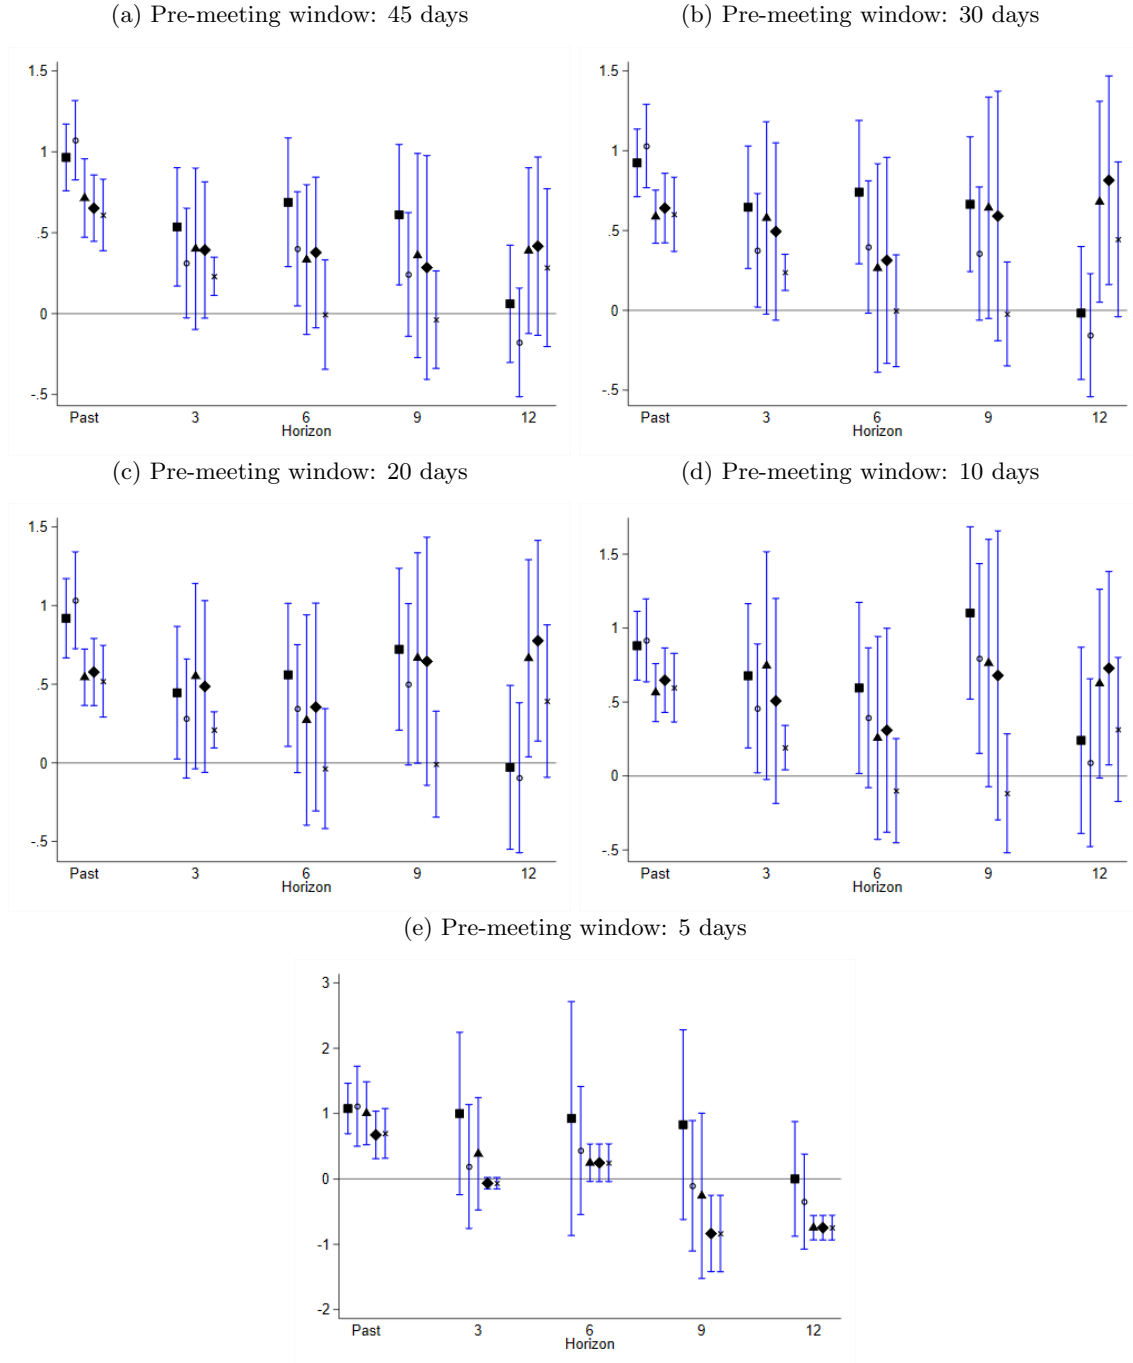 (a) Pre-meeting window: 45 days
1.5
1
.5
0
-.5
Past 3 6 9 12
Horizon
(b) Pre-meeting window: 30 days
1.5
1
.5
0
-.5
Past 3 6 9 12
Horizon
(c) Pre-meeting window: 20 days
1.5
1
.5
0
-.5
Past 3 6 9 12
Horizon
(d) Pre-meeting window: 10 days
1.5
1
.5
0
-.5
Past 3 6 9 12
Horizon
(e) Pre-meeting window: 5 days
3
2
1
0
-1
-2
Past 3 6 9 12
Horizon